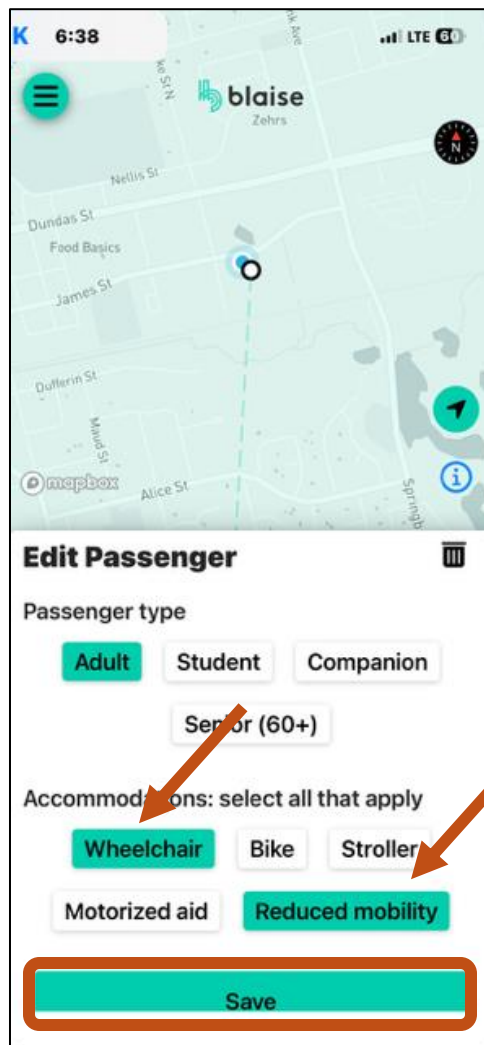 K 6:38 LTE 60
blaise
Zehrs
Nellis St
Dundas St
Food Basics
James St
Dufferin St
Maud St
mapbox
Alice St
Edit Passenger
Passenger type
Adult Student Companion
Senior (60+)
Accommodations: select all that apply
Wheelchair Bike Stroller
Motorized aid Reduced mobility
Save